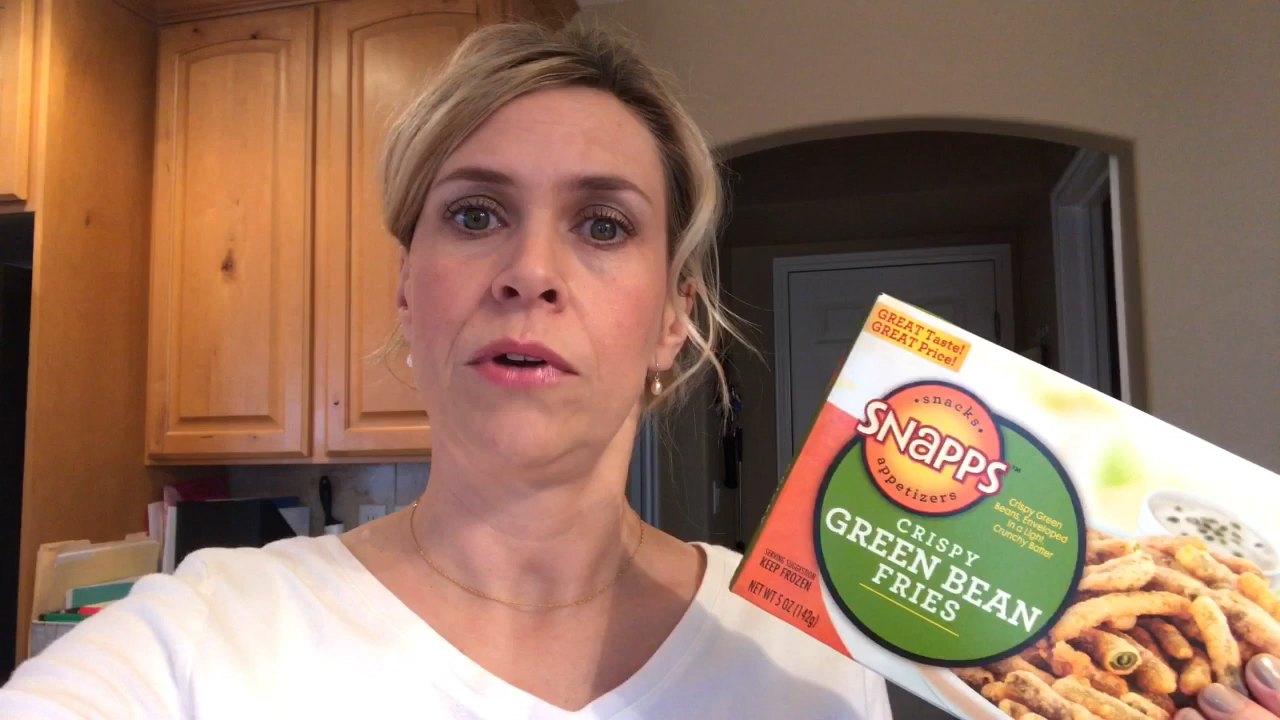 GREAT Taste!
GREAT Price!
• snacks •
SNAPPS™
appetizers
Crispy Green
Beans, Enveloped
in a Light,
Crunchy Batter
CRISPY
GREEN BEAN
FRIES
SERVING SUGGESTION
KEEP FROZEN
NET WT 5 OZ (142g)